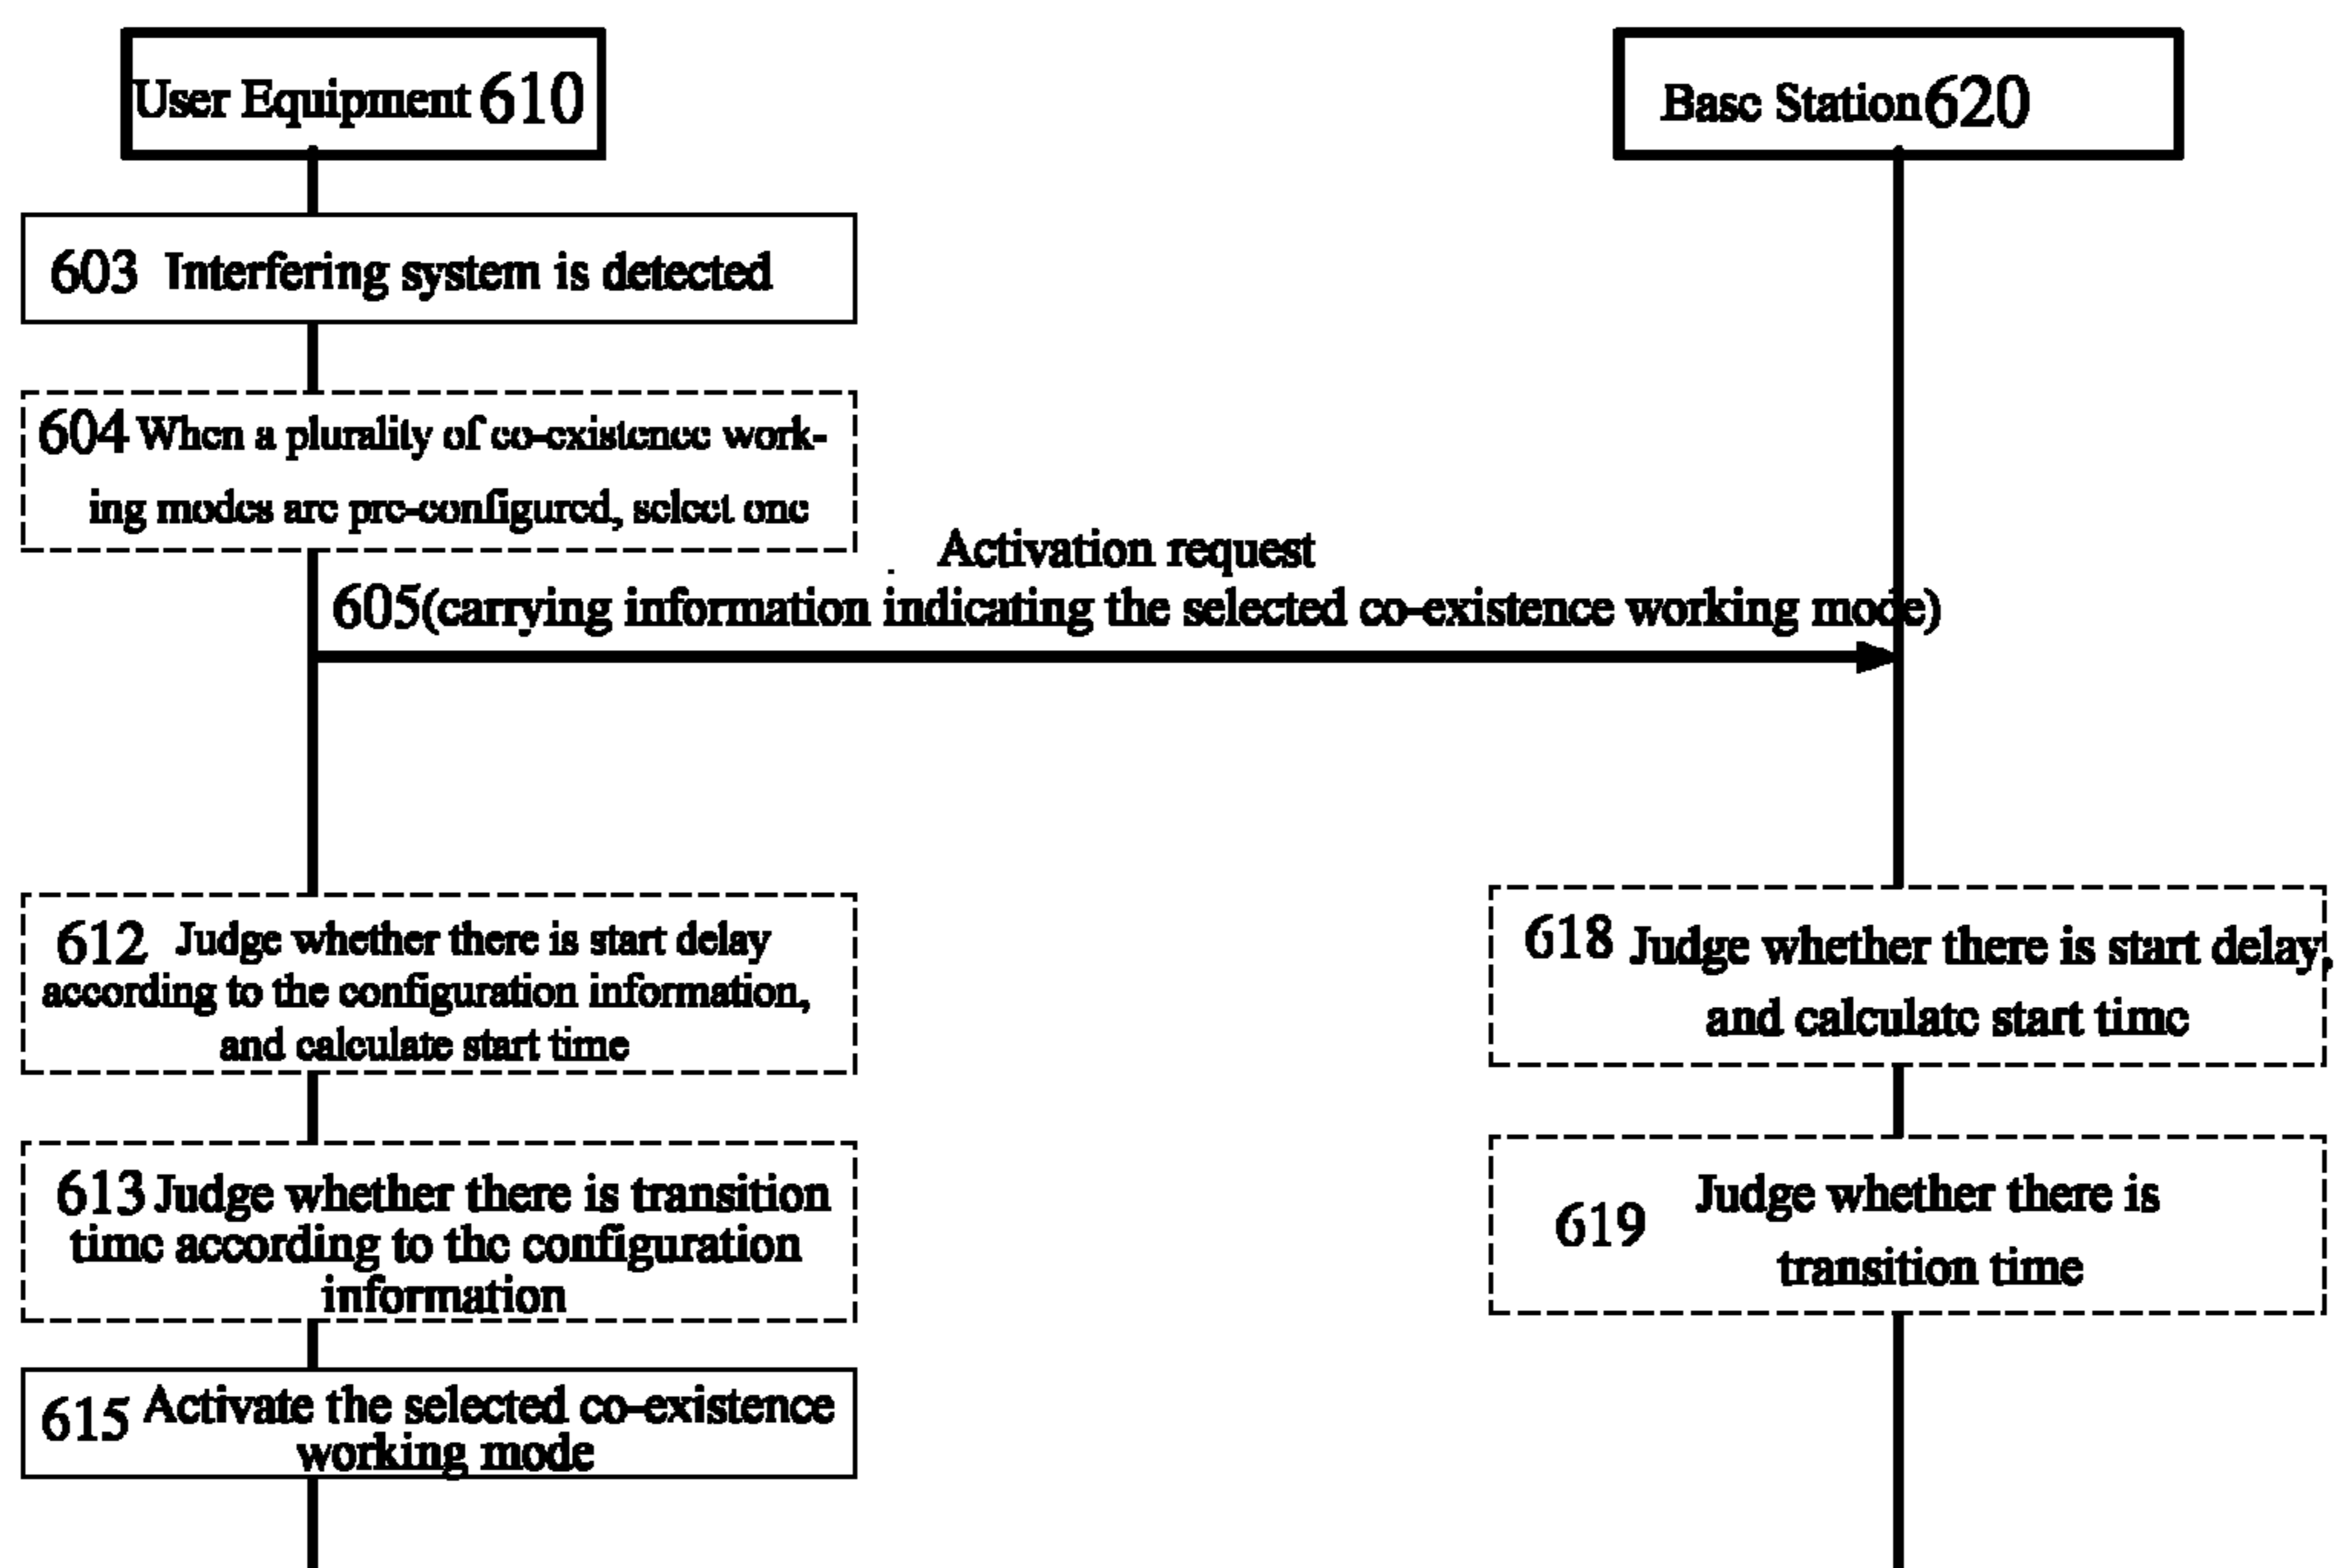 User Equipment 610
Base Station 620
603 Interfering system is detected
604 When a plurality of co-existence work-
ing modes are pre-configured, select one
Activation request
605(carrying information indicating the selected co-existence working mode)
612 Judge whether there is start delay
according to the configuration information,
and calculate start time
618 Judge whether there is start delay,
and calculate start time
613 Judge whether there is transition
time according to the configuration
information
619 Judge whether there is
transition time
615 Activate the selected co-existence
working mode